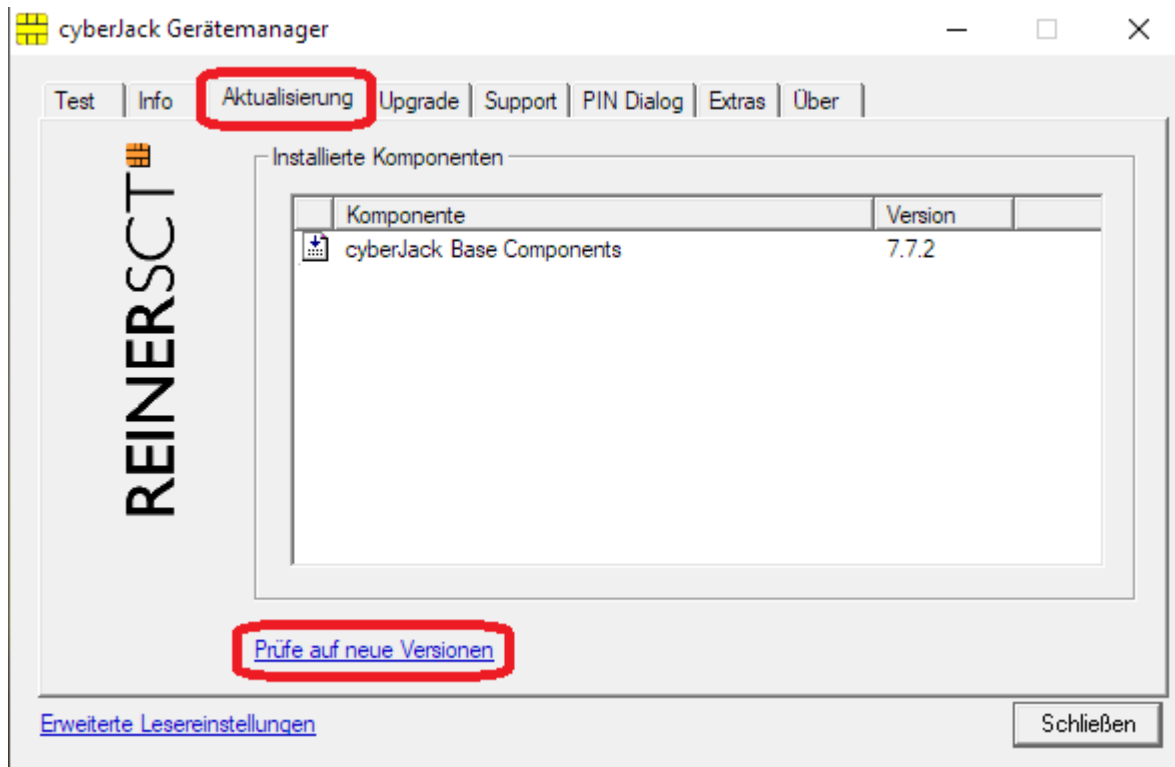 cyberJack Gerätemanager
Test Info Aktualisierung Upgrade Support PIN Dialog Extras Über
REINERSCT
Installierte Komponenten
Komponente Version
cyberJack Base Components 7.7.2
Prüfe auf neue Versionen
Erweiterte Lesereinstellungen
Schließen